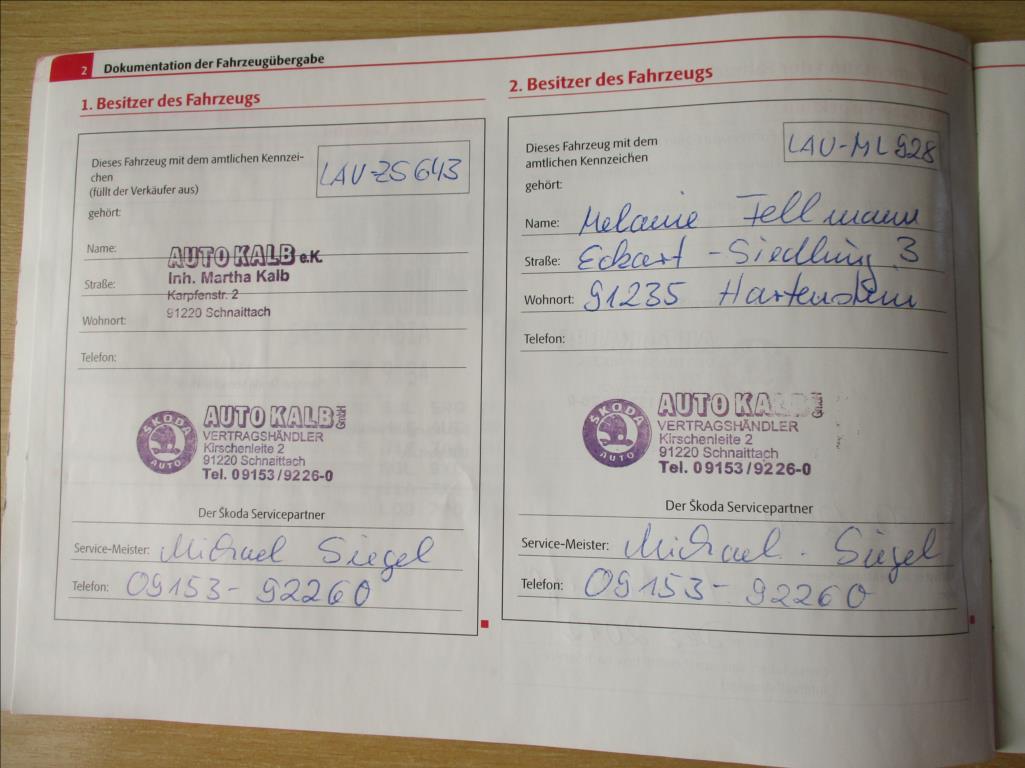 2 Dokumentation der Fahrzeugübergabe
1. Besitzer des Fahrzeugs
Dieses Fahrzeug mit dem amtlichen Kennzei-
chen
(füllt der Verkäufer aus)
LAU-ZS 643
gehört:
Name:
AUTO KALB e.K.
Inh. Martha Kalb
Straße:
Karpfenstr. 2
Wohnort:
91220 Schnaittach
Telefon:
SKODA
AUTO
AUTO KALB GmbH
VERTRAGSHÄNDLER
Kirschenleite 2
91220 Schnaittach
Tel. 09153/9226-0
Der Škoda Servicepartner
Service-Meister: Michael Siegel
Telefon: 09153-92260
2. Besitzer des Fahrzeugs
Dieses Fahrzeug mit dem
amtlichen Kennzeichen
LAU-ML 928
gehört:
Name: Melanie Fellmann
Straße: Eckart-Siedlung 3
Wohnort: 91235 Hartenstein
Telefon:
SKODA
AUTO
AUTO KALB GmbH
VERTRAGSHÄNDLER
Kirschenleite 2
91220 Schnaittach
Tel. 09153/9226-0
Der Škoda Servicepartner
Service-Meister: Michael Siegel
Telefon: 09153-92260